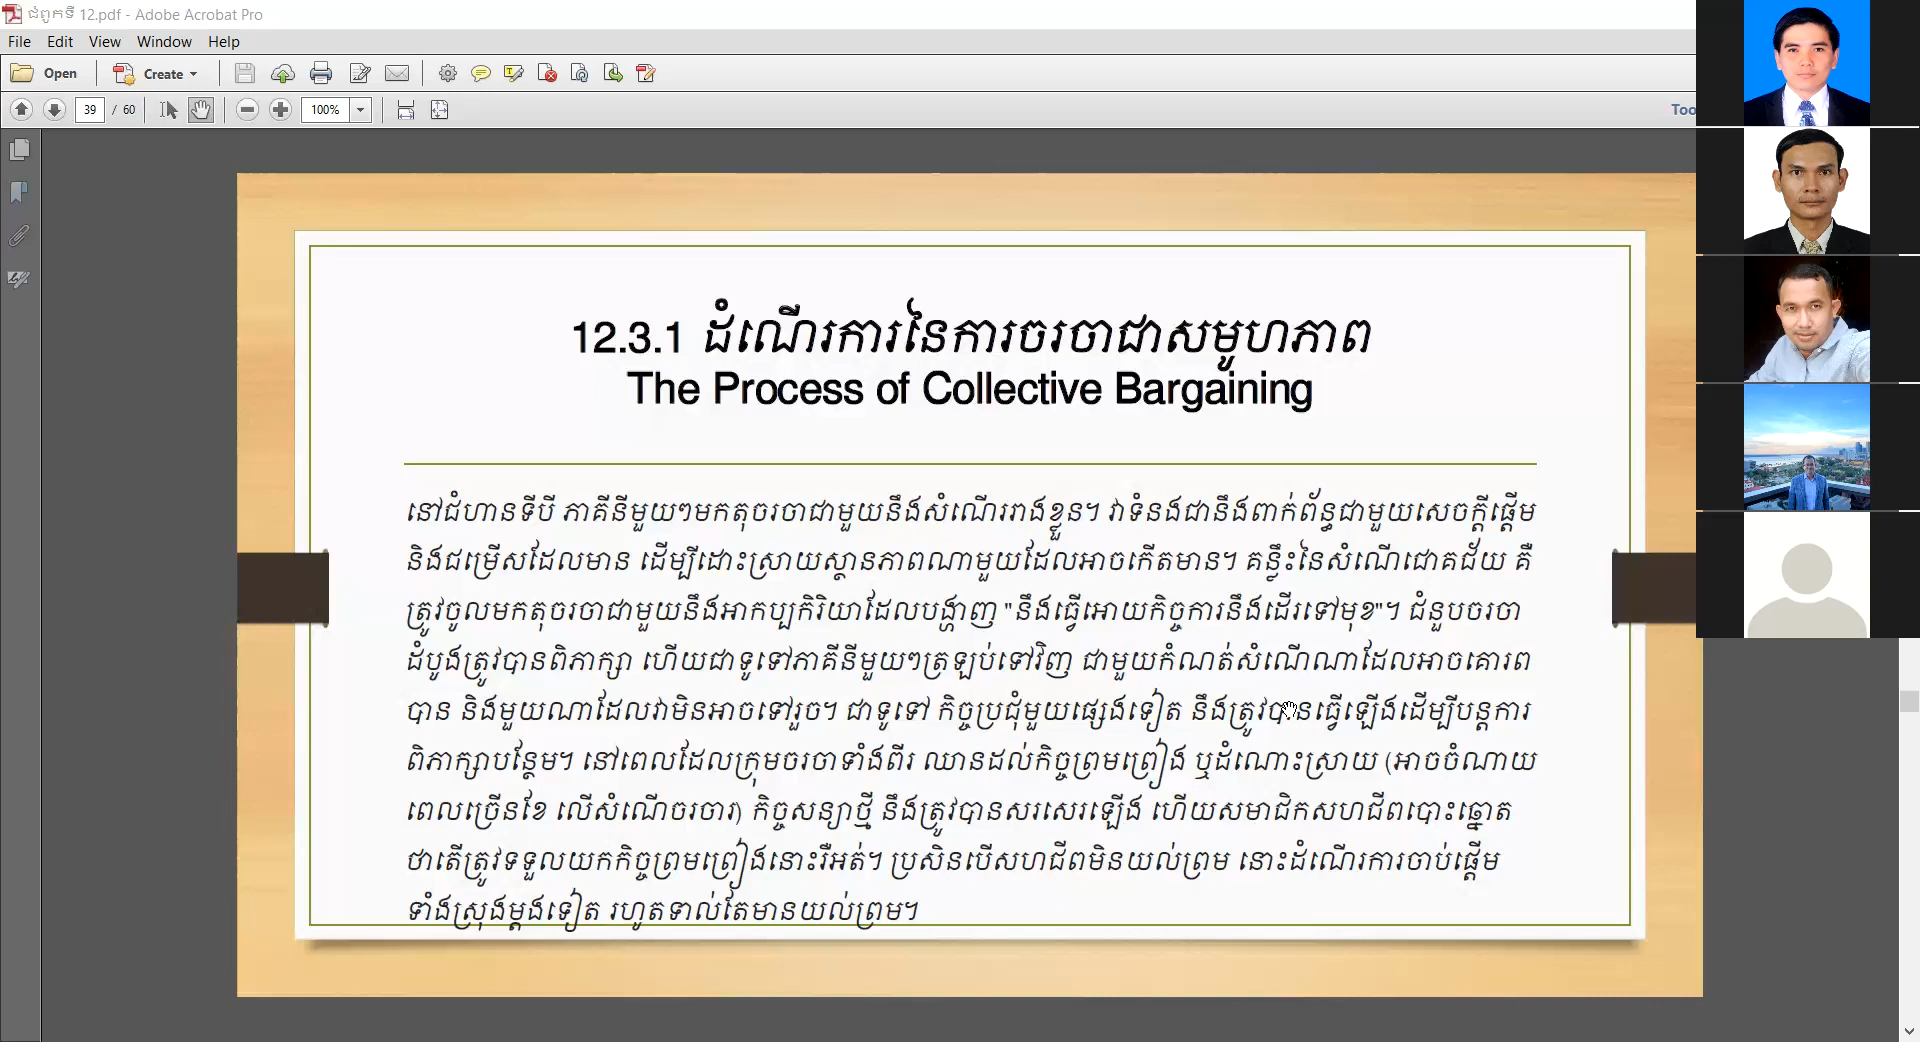 ជំពូកទី 12.pdf - Adobe Acrobat Pro
File Edit View Window Help
Open Create
39 / 60 100% Too
12.3.1 ដំណើរការនៃការចរចាជាសមូហភាព
The Process of Collective Bargaining
នៅជំហានទីបី ភាគីនីមួយៗមកតុចរចាជាមួយនឹងសំណើររាងខ្លួន។ វាទំនងជានឹងពាក់ព័ន្ធជាមួយសេចក្តីផ្តើម
និងជម្រើសដែលមាន ដើម្បីដោះស្រាយស្ថានភាពណាមួយដែលអាចកើតមាន។ គន្លឹះនៃសំណើជោគជ័យ គឺ
ត្រូវចូលមកតុចរចាជាមួយនឹងអាកប្បកិរិយាដែលបង្ហាញ "នឹងធ្វើអោយកិច្ចការនឹងដើរទៅមុខ"។ ជំនួបចរចា
ដំបូងត្រូវបានពិភាក្សា ហើយជាទូទៅភាគីនីមួយៗត្រឡប់ទៅវិញ ជាមួយកំណត់សំណើណាដែលអាចគោរព
បាន និងមួយណាដែលវាមិនអាចទៅរួច។ ជាទូទៅ កិច្ចប្រជុំមួយផ្សេងទៀត នឹងត្រូវបានធ្វើឡើងដើម្បីបន្តការ
ពិភាក្សាបន្ថែម។ នៅពេលដែលក្រុមចរចាទាំងពីរ ឈានដល់កិច្ចព្រមព្រៀង ឬដំណោះស្រាយ (អាចចំណាយ
ពេលច្រើនខែ លើសំណើចរចារ) កិច្ចសន្យាថ្មី នឹងត្រូវបានសរសេរឡើង ហើយសមាជិកសហជីពបោះឆ្នោត
ថាតើត្រូវទទួលយកកិច្ចព្រមព្រៀងនោះរឺអត់។ ប្រសិនបើសហជីពមិនយល់ព្រម នោះដំណើរការចាប់ផ្តើម
ទាំងស្រុងម្តងទៀត រហូតទាល់តែមានយល់ព្រម។